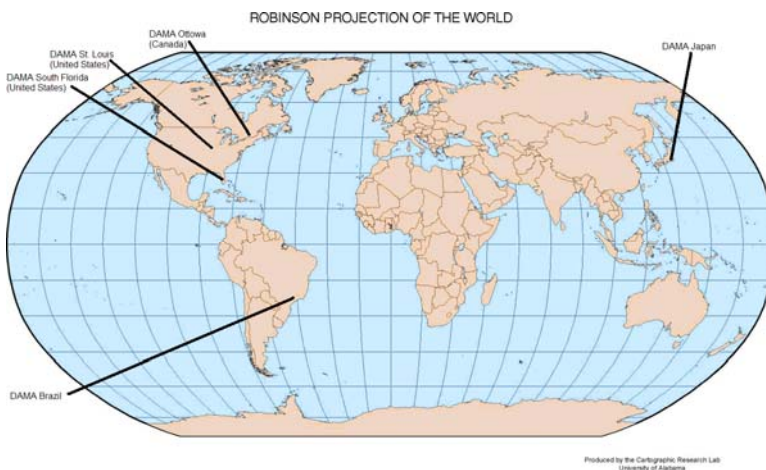 ROBINSON PROJECTION OF THE WORLD
DAMA Ottowa
(Canada)
DAMA St. Louis
(United States)
DAMA South Florida
(United States)
DAMA Japan
DAMA Brazil
Produced by the Cartographic Research Lab
University of Alabama